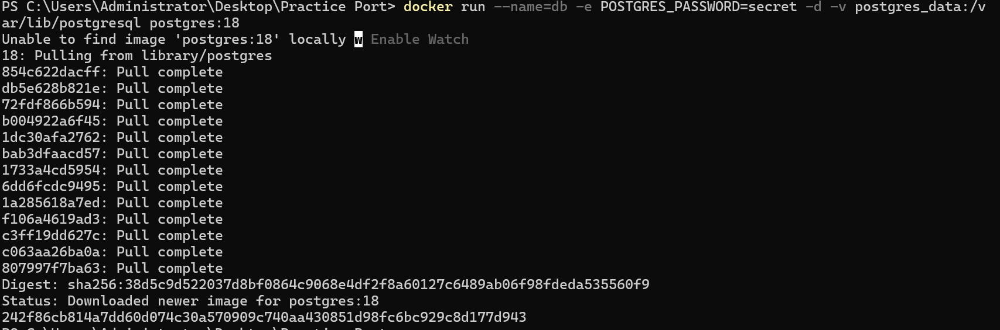 PS C:\Users\Administrator\Desktop\Practice Port> docker run --name=db -e POSTGRES_PASSWORD=secret -d -v postgres_data:/v
ar/lib/postgresql postgres:18
Unable to find image 'postgres:18' locally w Enable Watch
18: Pulling from library/postgres
854c622dacff: Pull complete
db5e628b821e: Pull complete
72fdf866b594: Pull complete
b004922a6f45: Pull complete
1dc30afa2762: Pull complete
bab3dfaacd57: Pull complete
1733a4cd5954: Pull complete
6dd6fcdc9495: Pull complete
1a285618a7ed: Pull complete
f106a4619ad3: Pull complete
c3ff19dd627c: Pull complete
c063aa26ba0a: Pull complete
807997f7ba63: Pull complete
Digest: sha256:38d5c9d522037d8bf0864c9068e4df2f8a60127c6489ab06f98fdeda535560f9
Status: Downloaded newer image for postgres:18
242f86cb814a7dd60d074c30a570909c740aa430851d98fc6bc929c8d177d943